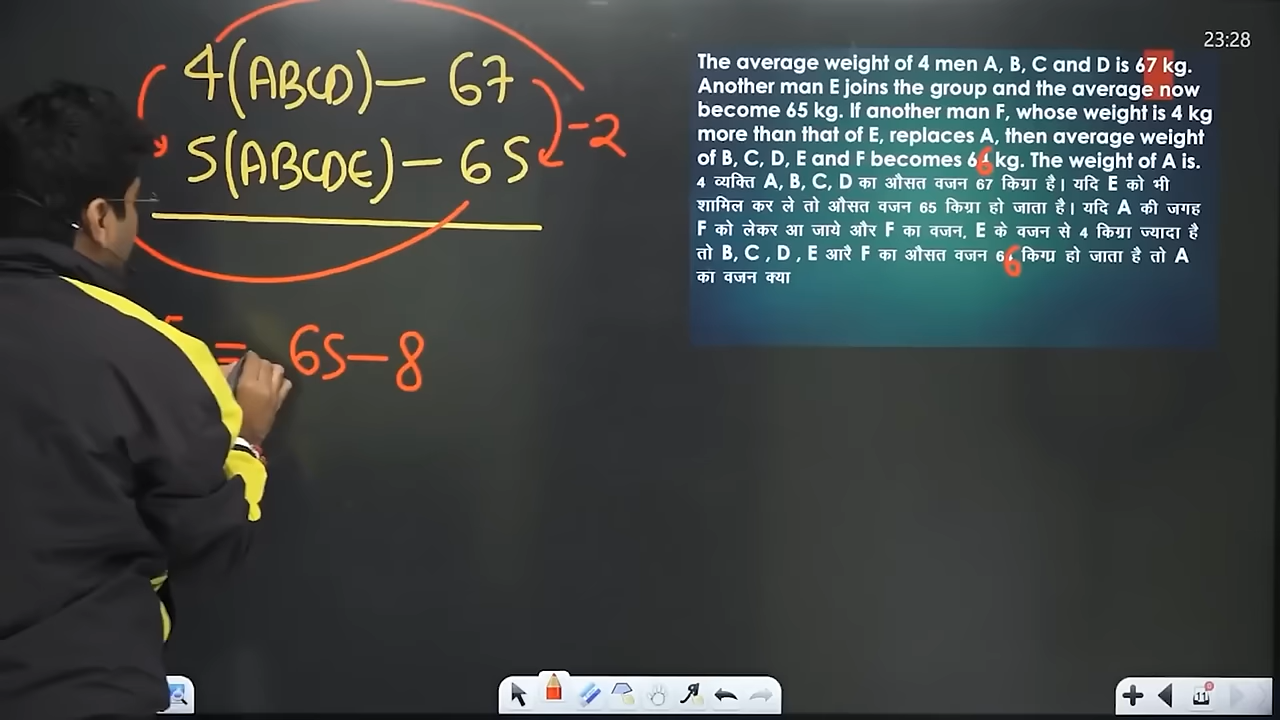 23:28
4(ABCD) — 67
5(ABCDE) — 65
-2
= 65 — 8
The average weight of 4 men A, B, C and D is 67 kg.
Another man E joins the group and the average now
become 65 kg. If another man F, whose weight is 4 kg
more than that of E, replaces A, then average weight
of B, C, D, E and F becomes 66 kg. The weight of A is.
4 व्यक्ति A, B, C, D का औसत वजन 67 किग्रा है। यदि E को भी
शामिल कर ले तो औसत वजन 65 किग्रा हो जाता है। यदि A की जगह
F को लेकर आ जाये और F का वजन, E के वजन से 4 किग्रा ज्यादा है
तो B, C , D , E आरै F का औसत वजन 66 किग्रा हो जाता है तो A
का वजन क्या
11